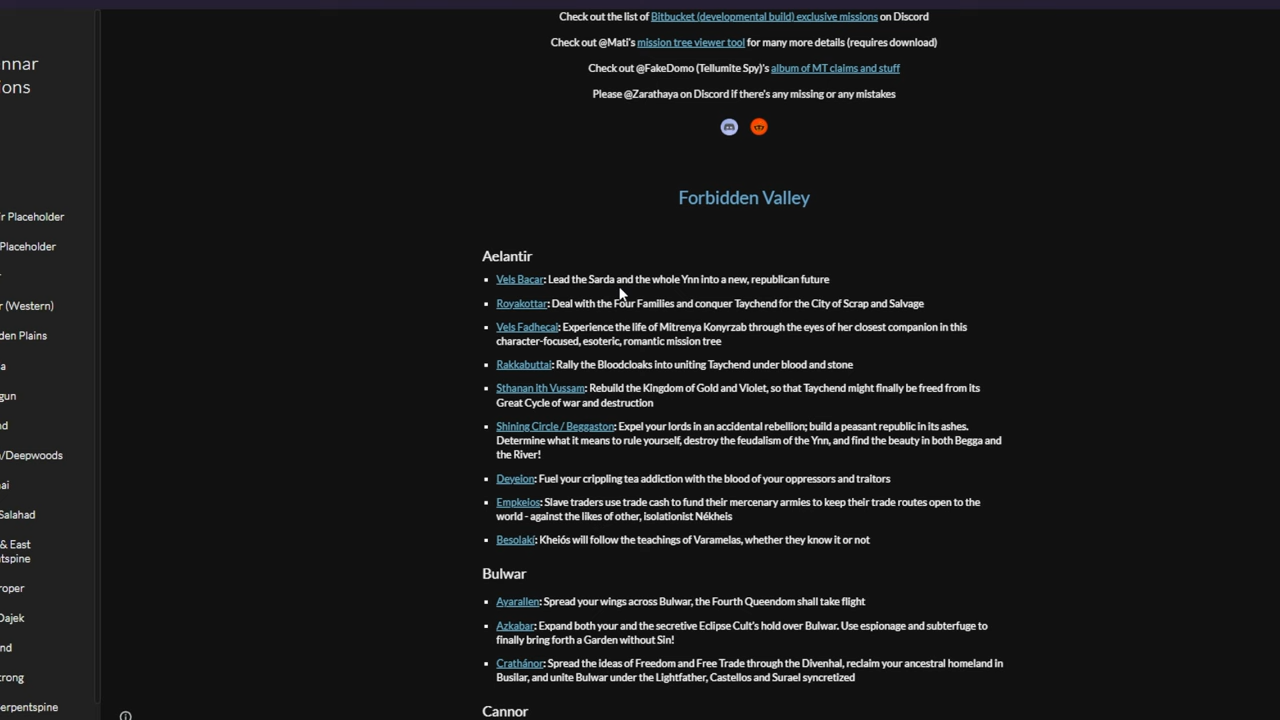 Check out the list of Bitbucket (developmental build) exclusive missions on Discord
Check out @Mati's mission tree viewer tool for many more details (requires download)
Check out @FakeDomo (Tellumite Spy)'s album of MT claims and stuff
Please @Zarathaya on Discord if there's any missing or any mistakes
nnar
ions
r Placeholder
Placeholder
r
r (Western)
den Plains
a
gun
nd
/Deepwoods
ai
Salahad
& East
tspine
roper
Dajek
nd
rong
erpentspine
Forbidden Valley
Aelantir
Vels Bacar: Lead the Sarda and the whole Ynn into a new, republican future
Royakottar: Deal with the Four Families and conquer Taychend for the City of Scrap and Salvage
Vels Fadhecai: Experience the life of Mitrenya Konyrzab through the eyes of her closest companion in this
character-focused, esoteric, romantic mission tree
Rakkabuttai: Rally the Bloodcloaks into uniting Taychend under blood and stone
Sthanan ith Vussam: Rebuild the Kingdom of Gold and Violet, so that Taychend might finally be freed from its
Great Cycle of war and destruction
Shining Circle / Beggaston: Expel your lords in an accidental rebellion; build a peasant republic in its ashes.
Determine what it means to rule yourself, destroy the feudalism of the Ynn, and find the beauty in both Begga and
the River!
Deyeion: Fuel your crippling tea addiction with the blood of your oppressors and traitors
Empkeios: Slave traders use trade cash to fund their mercenary armies to keep their trade routes open to the
world - against the likes of other, isolationist Nékheis
Besolaki: Kheiós will follow the teachings of Varamelas, whether they know it or not
Bulwar
Ayarallen: Spread your wings across Bulwar, the Fourth Queendom shall take flight
Azkabar: Expand both your and the secretive Eclipse Cult's hold over Bulwar. Use espionage and subterfuge to
finally bring forth a Garden without Sin!
Crathánor: Spread the ideas of Freedom and Free Trade through the Divenhal, reclaim your ancestral homeland in
Busilar, and unite Bulwar under the Lightfather, Castellos and Surael syncretized
Cannor